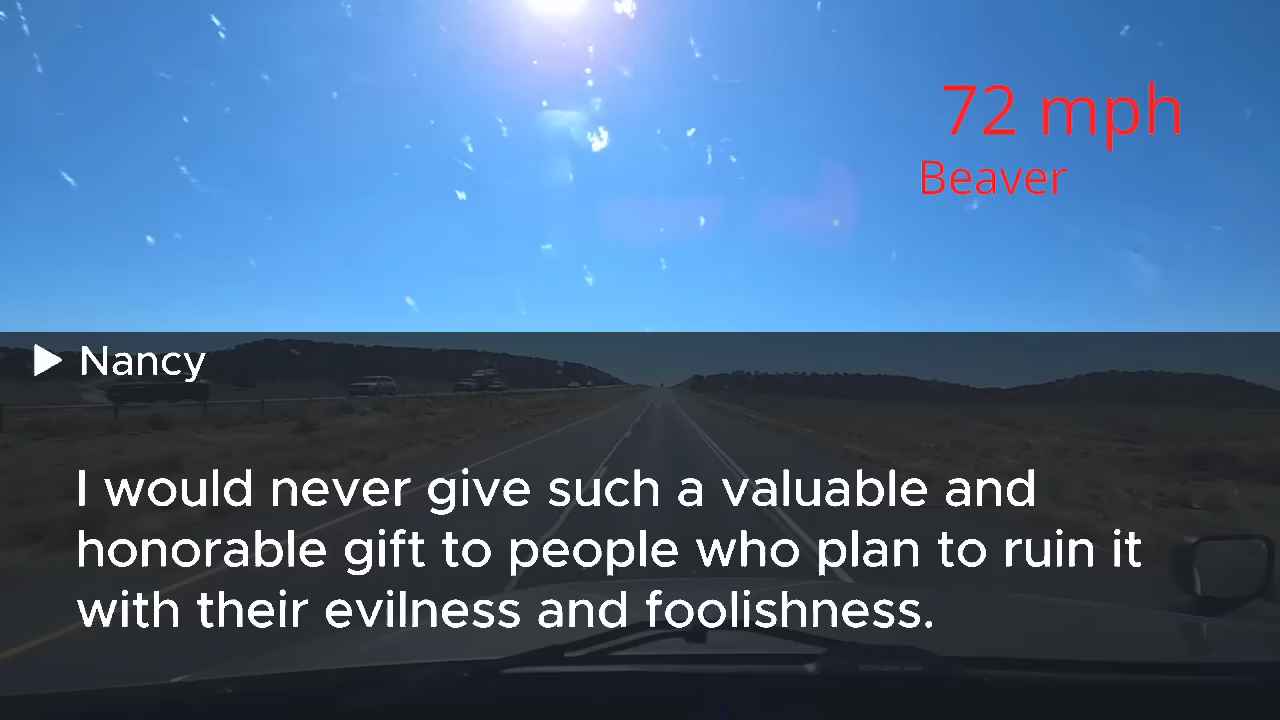 72 mph
Beaver
Nancy
I would never give such a valuable and
honorable gift to people who plan to ruin it
with their evilness and foolishness.